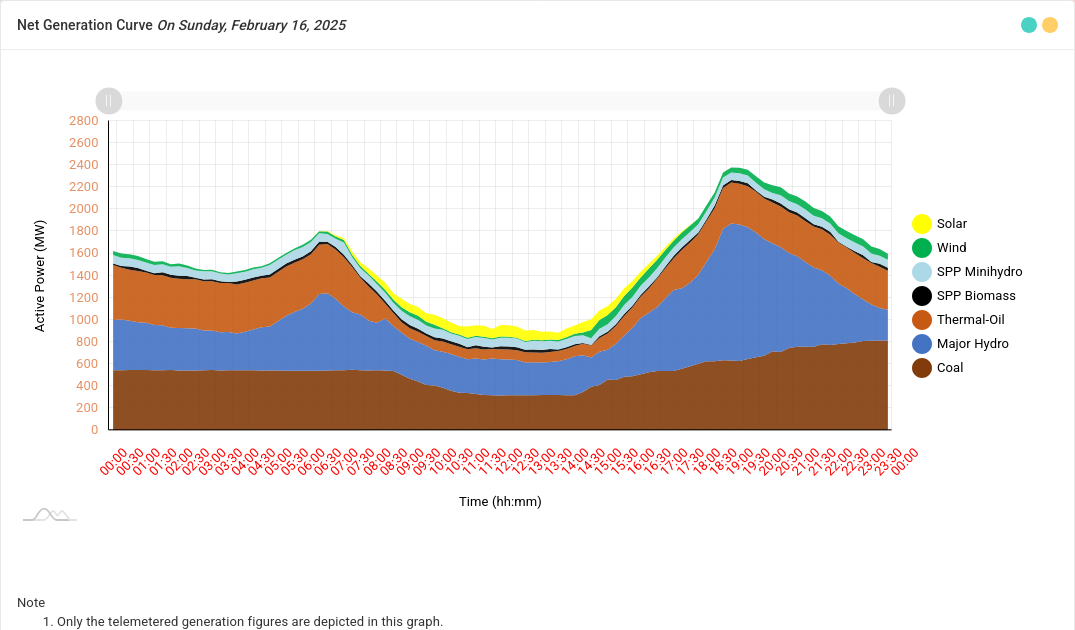 Net Generation Curve On Sunday, February 16, 2025
2800
2600
2400
2200
2000
1800
1600
1400
1200
1000
800
600
400
200
0
Active Power (MW)
00:00 00:30 01:00 01:30 02:00 02:30 03:00 03:30 04:00 04:30 05:00 05:30 06:00 06:30 07:00 07:30 08:00 08:30 09:00 09:30 10:00 10:30 11:00 11:30 12:00 12:30 13:00 13:30 14:00 14:30 15:00 15:30 16:00 16:30 17:00 17:30 18:00 18:30 19:00 19:30 20:00 20:30 21:00 21:30 22:00 22:30 23:00 23:30 00:00
Time (hh:mm)
Solar
Wind
SPP Minihydro
SPP Biomass
Thermal-Oil
Major Hydro
Coal
Note
1. Only the telemetered generation figures are depicted in this graph.